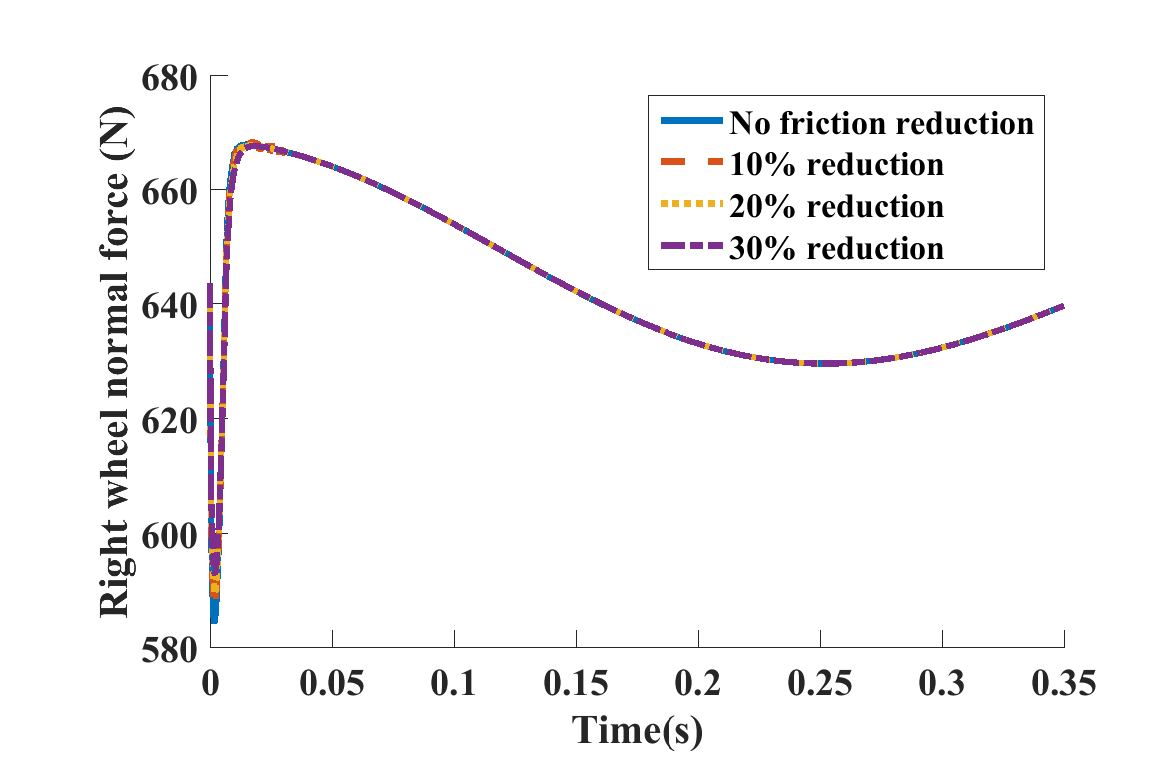 680
660
640
620
600
580
Right wheel normal force (N)
No friction reduction
10% reduction
20% reduction
30% reduction
0 0.05 0.1 0.15 0.2 0.25 0.3 0.35
Time(s)